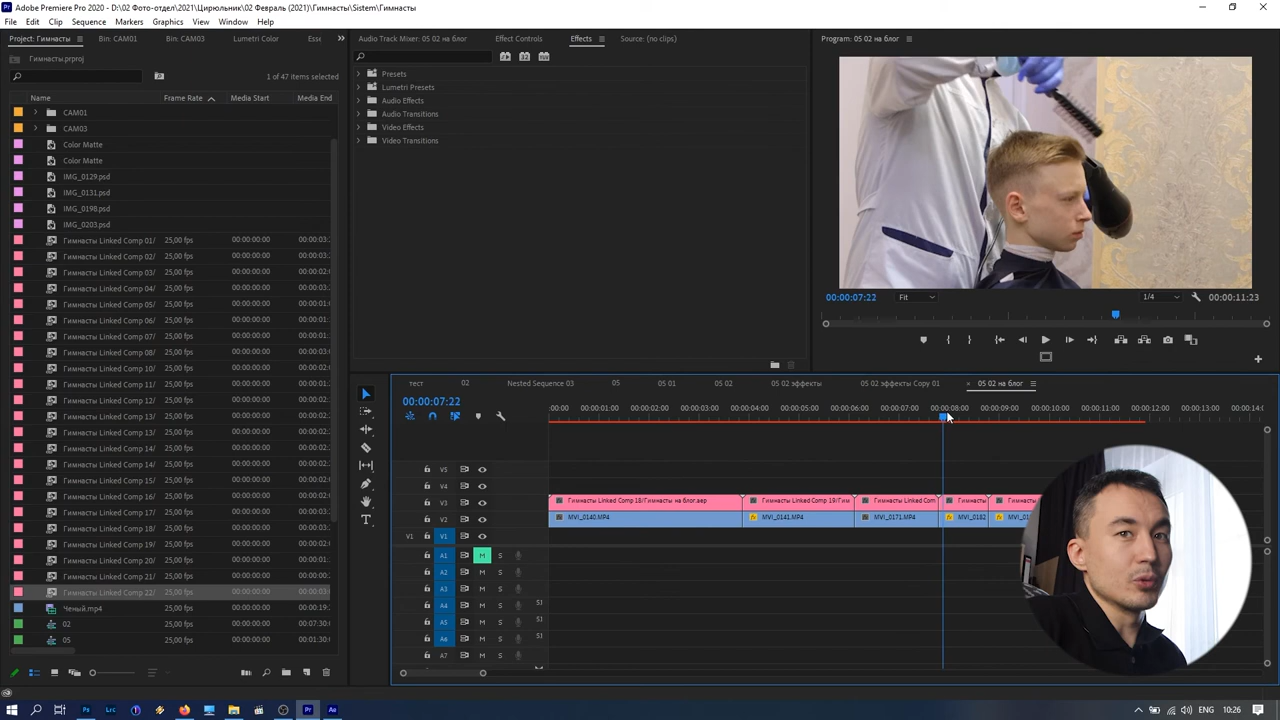 Adobe Premiere Pro 2020 - D:\02 Фото-отдел\2021\Цирюльник\02 Февраль (2021)\Гимнасты\Sistem\Гимнасты
File Edit Clip Sequence Markers Graphics View Window Help
Project: Гимнасты Bin: CAM01 Bin: CAM03 Lumetri Color Esse
Audio Track Mixer: 05 02 на блог Effect Controls Effects Source: (no clips)
Program: 05 02 на блог
Гимнасты.prproj
1 of 47 items selected
Name Frame Rate Media Start Media End
CAM01
CAM03
Color Matte
Color Matte
IMG_0129.psd
IMG_0131.psd
IMG_0198.psd
IMG_0203.psd
Гимнасты Linked Comp 01/ 25,00 fps 00:00:00:00 00:00:03:
Гимнасты Linked Comp 02/ 25,00 fps 00:00:00:00 00:00:03:
Гимнасты Linked Comp 03/ 25,00 fps 00:00:00:00 00:00:02:
Гимнасты Linked Comp 04/ 25,00 fps 00:00:00:00 00:00:03:
Гимнасты Linked Comp 05/ 25,00 fps 00:00:00:00 00:00:01:
Гимнасты Linked Comp 06/ 25,00 fps 00:00:00:00 00:00:01:
Гимнасты Linked Comp 07/ 25,00 fps 00:00:00:00 00:00:03:
Гимнасты Linked Comp 08/ 25,00 fps 00:00:00:00 00:00:03:
Гимнасты Linked Comp 10/ 25,00 fps 00:00:00:00 00:00:02:
Гимнасты Linked Comp 11/ 25,00 fps 00:00:00:00 00:00:02:
Гимнасты Linked Comp 12/ 25,00 fps 00:00:00:00 00:00:02:
Гимнасты Linked Comp 13/ 25,00 fps 00:00:00:00 00:00:02:
Гимнасты Linked Comp 14/ 25,00 fps 00:00:00:00 00:00:02:
Гимнасты Linked Comp 15/ 25,00 fps 00:00:00:00 00:00:02:
Гимнасты Linked Comp 16/ 25,00 fps 00:00:00:00 00:00:02:
Гимнасты Linked Comp 17/ 25,00 fps 00:00:00:00 00:00:01:
Гимнасты Linked Comp 18/ 25,00 fps 00:00:00:00 00:00:03:
Гимнасты Linked Comp 19/ 25,00 fps 00:00:00:00 00:00:02:
Гимнасты Linked Comp 20/ 25,00 fps 00:00:00:00 00:00:01:
Гимнасты Linked Comp 21/ 25,00 fps 00:00:00:00 00:00:00:
Гимнасты Linked Comp 22/ 25,00 fps 00:00:00:00 00:00:03:
Ченый.mp4 25,00 fps 00:00:00:00 00:00:19:
02 25,00 fps 00:00:00:00 00:07:30:
05 25,00 fps 00:00:00:00 00:01:30:
Presets
Lumetri Presets
Audio Effects
Audio Transitions
Video Effects
Video Transitions
00:00:07:22 Fit 1/4 00:00:11:23
тест 02 Nested Sequence 03 05 05 01 05 02 05 02 эффекты 05 02 эффекты Copy 01 × 05 02 на блог
00:00:07:22
:00:00 00:00:01:00 00:00:02:00 00:00:03:00 00:00:04:00 00:00:05:00 00:00:06:00 00:00:07:00 00:00:08:00 00:00:09:00 00:00:10:00 00:00:11:00 00:00:12:00 00:00:13:00 00:00:14:0
V5
V4
V3 Гимнасты Linked Comp 18/Гимнасты на блог.aep Гимнасты Linked Comp 19/Гим Гимнасты Linked Com Гимнасты
V2 MVI_0140.MP4 MVI_0141.MP4 MVI_0171.MP4 MVI_0192
V1 V1
A1 M S
A2 M S
A3 M S
A4 M S
A5 M S
A6 M S
A7 M S
Ps Lrc Pr Ae ENG 10:26